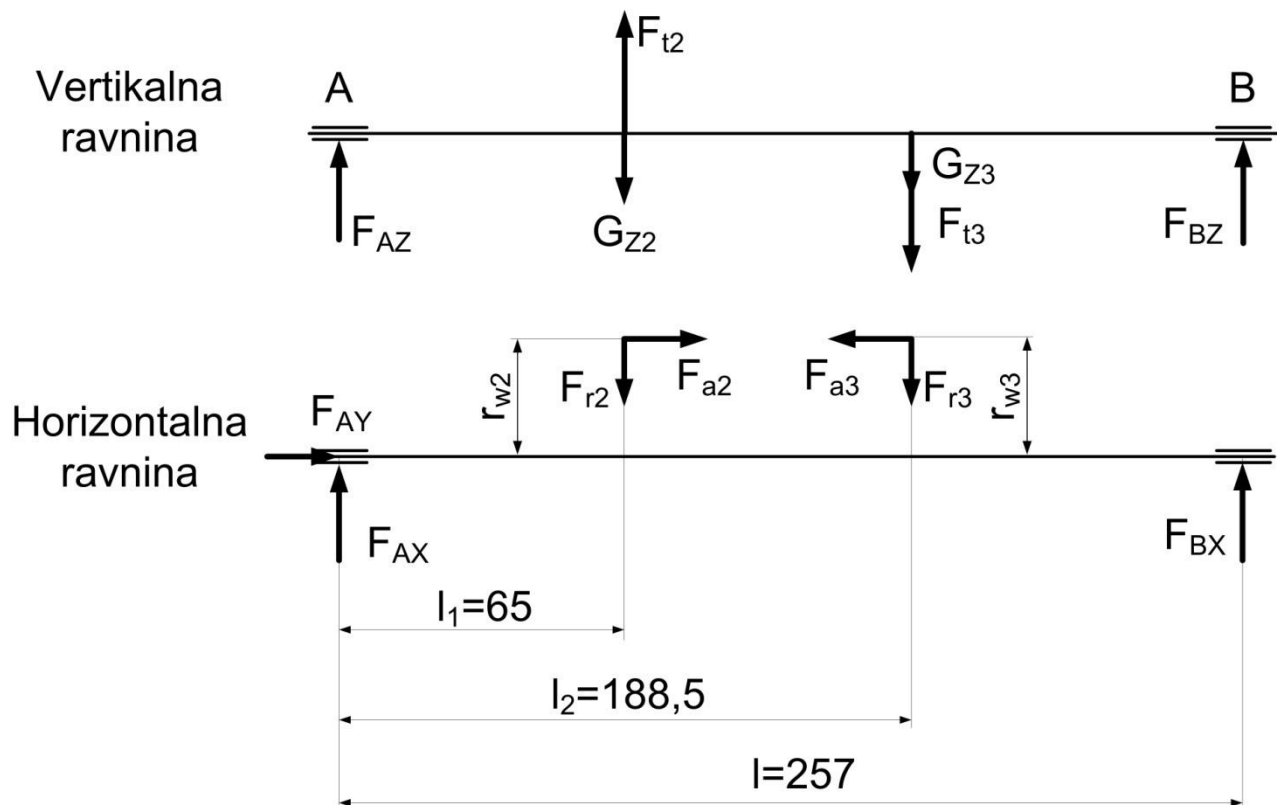 F_t2
Vertikalna
ravnina
A
B
G_Z3
F_AZ
G_Z2
F_t3
F_BZ
r_w2
F_r2
F_a2
F_a3
F_r3
r_w3
Horizontalna
ravnina
F_AY
F_AX
F_BX
l_1=65
l_2=188,5
l=257